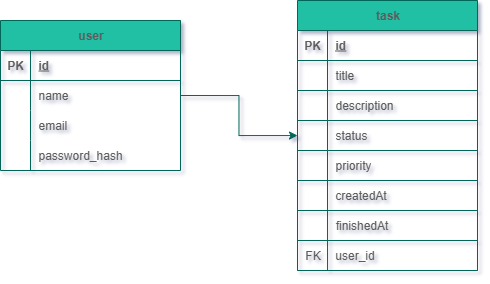 user
PK id
name
email
password_hash
task
PK id
title
description
status
priority
createdAt
finishedAt
FK user_id